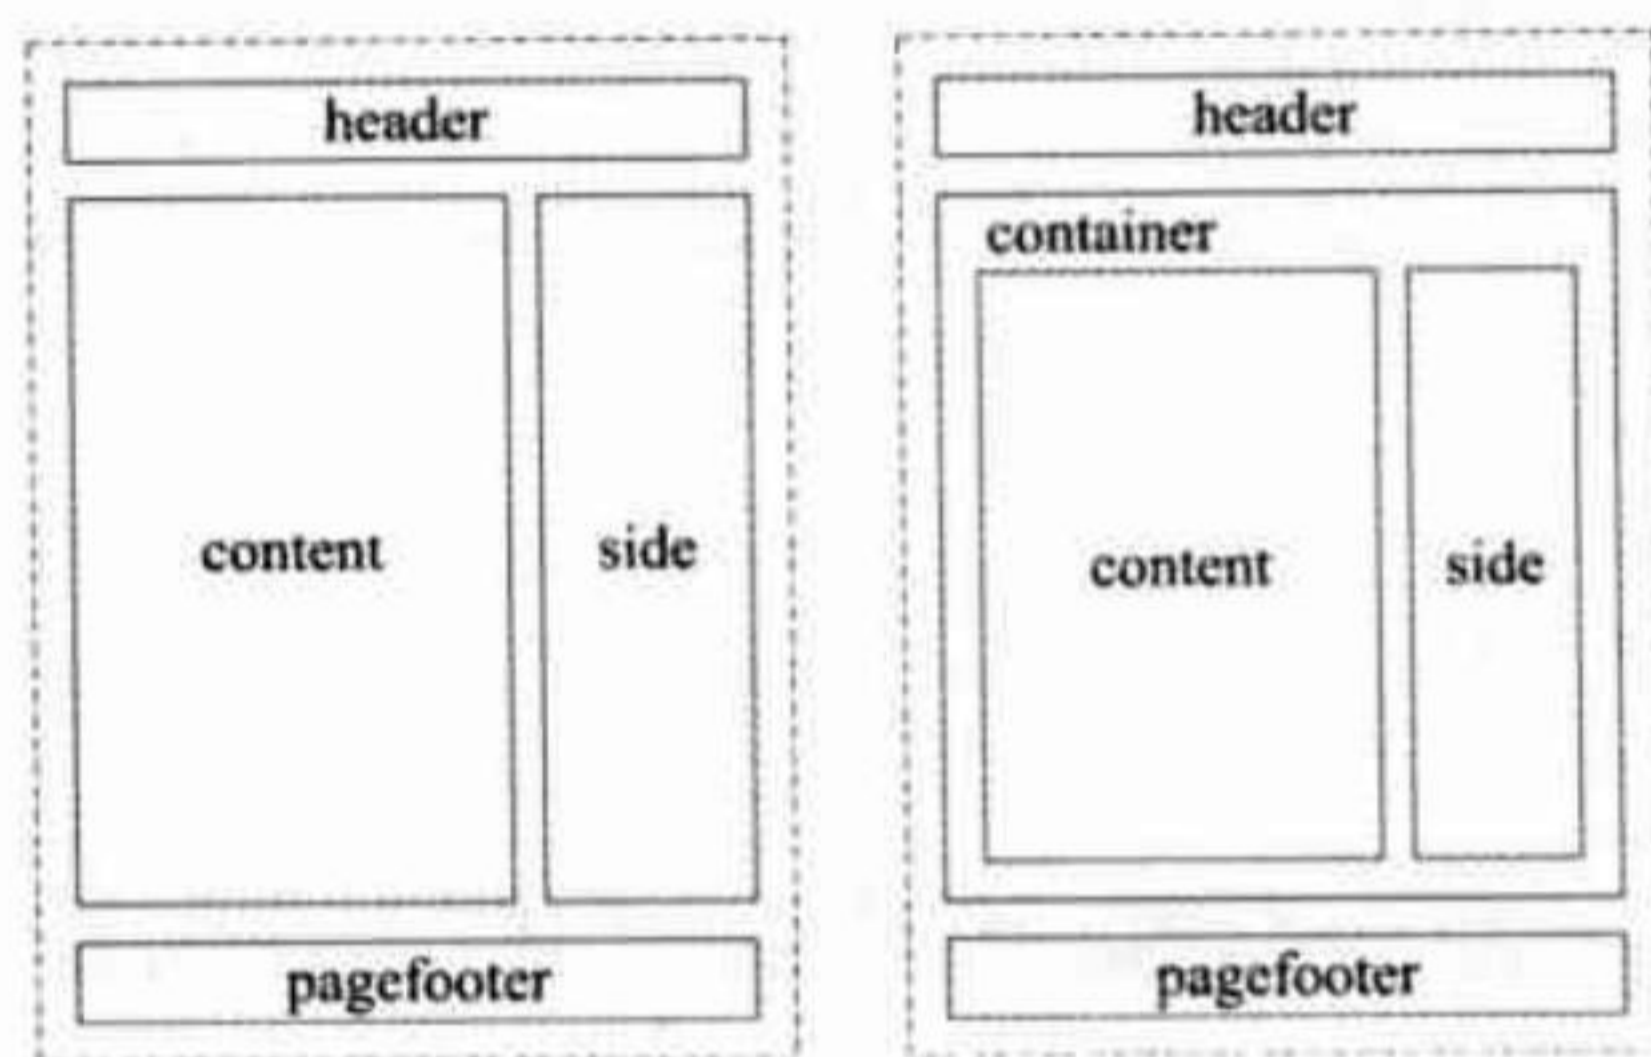 header
content
side
pagefooter
header
container
content
side
pagefooter